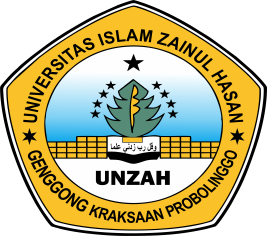 UNIVERSITAS ISLAM ZAINUL HASAN
وقل رب زدني علما
UNZAH
GENGGONG KRAKSAAN PROBOLINGGO